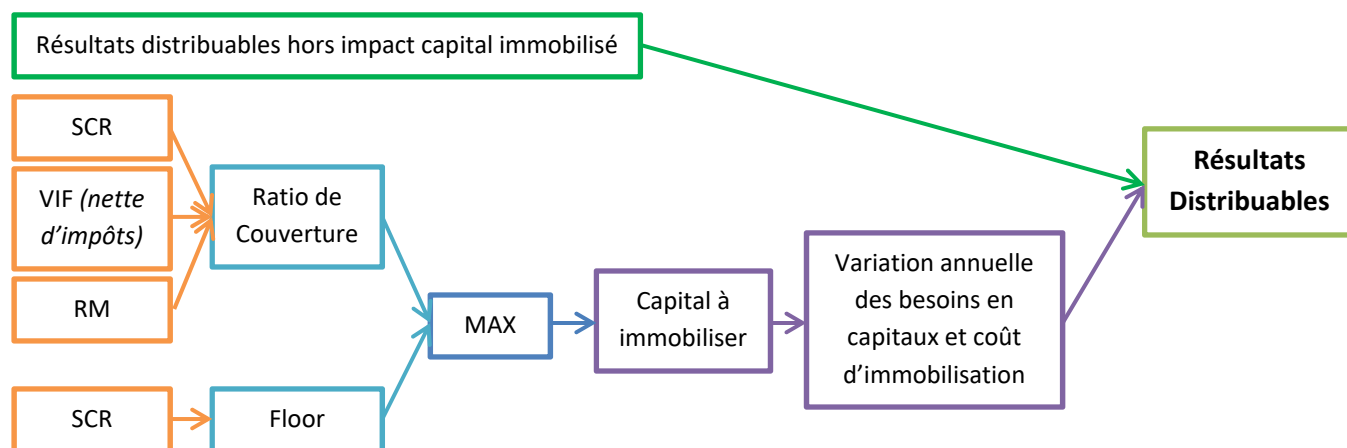 Résultats distribuables hors impact capital immobilisé
SCR
VIF (nette
d’impôts)
RM
Ratio de
Couverture
SCR
Floor
MAX
Capital à
immobiliser
Variation annuelle
des besoins en
capitaux et coût
d’immobilisation
Résultats
Distribuables